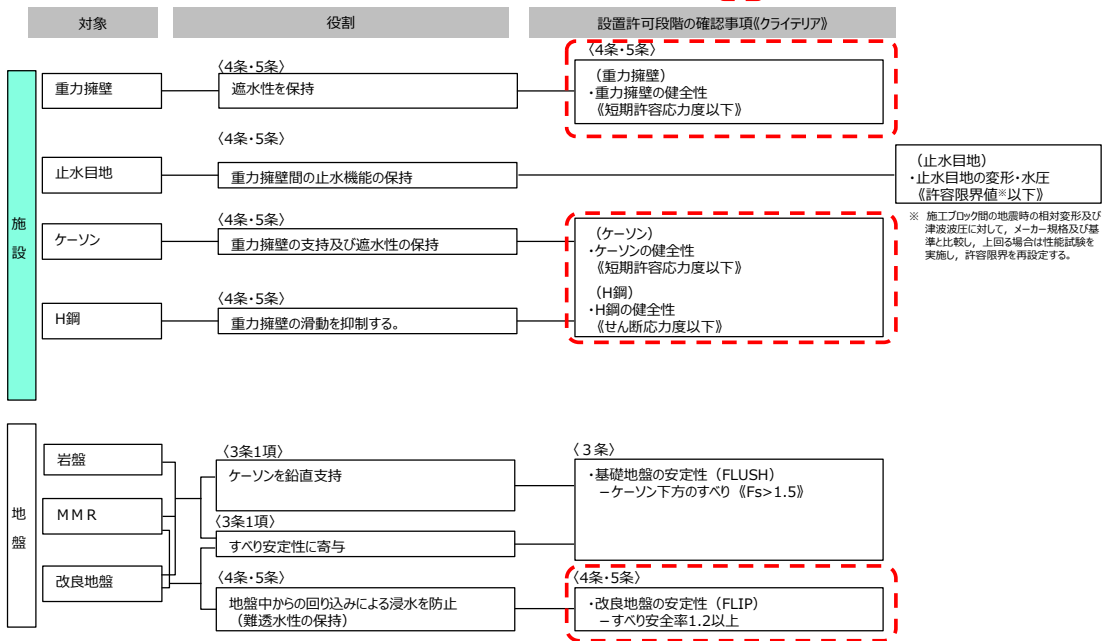 対象
役割
設置許可段階の確認事項《クライテリア》
施設
重力擁壁
〈4条・5条〉
遮水性を保持
〈4条・5条〉
（重力擁壁）
・重力擁壁の健全性
《短期許容応力度以下》
止水目地
〈4条・5条〉
重力擁壁間の止水機能の保持
（止水目地）
・止水目地の変形・水圧
《許容限界値※以下》
※ 施工ブロック間の地震時の相対変形及び
津波波圧に対して，メーカー規格及び基
準と比較し，上回る場合は性能試験を
実施し，許容限界を再設定する。
ケーソン
〈4条・5条〉
重力擁壁の支持及び遮水性の保持
（ケーソン）
・ケーソンの健全性
《短期許容応力度以下》
H鋼
〈4条・5条〉
重力擁壁の滑動を抑制する。
（H鋼）
・H鋼の健全性
《せん断応力度以下》
地盤
岩盤
MMR
改良地盤
〈3条1項〉
ケーソンを鉛直支持
〈3条1項〉
すべり安定性に寄与
〈３条〉
・基礎地盤の安定性（FLUSH）
－ケーソン下方のすべり《Fs>1.5》
〈4条・5条〉
地盤中からの回り込みによる浸水を防止
（難透水性の保持）
〈4条・5条〉
・改良地盤の安定性（FLIP）
－すべり安全率1.2以上